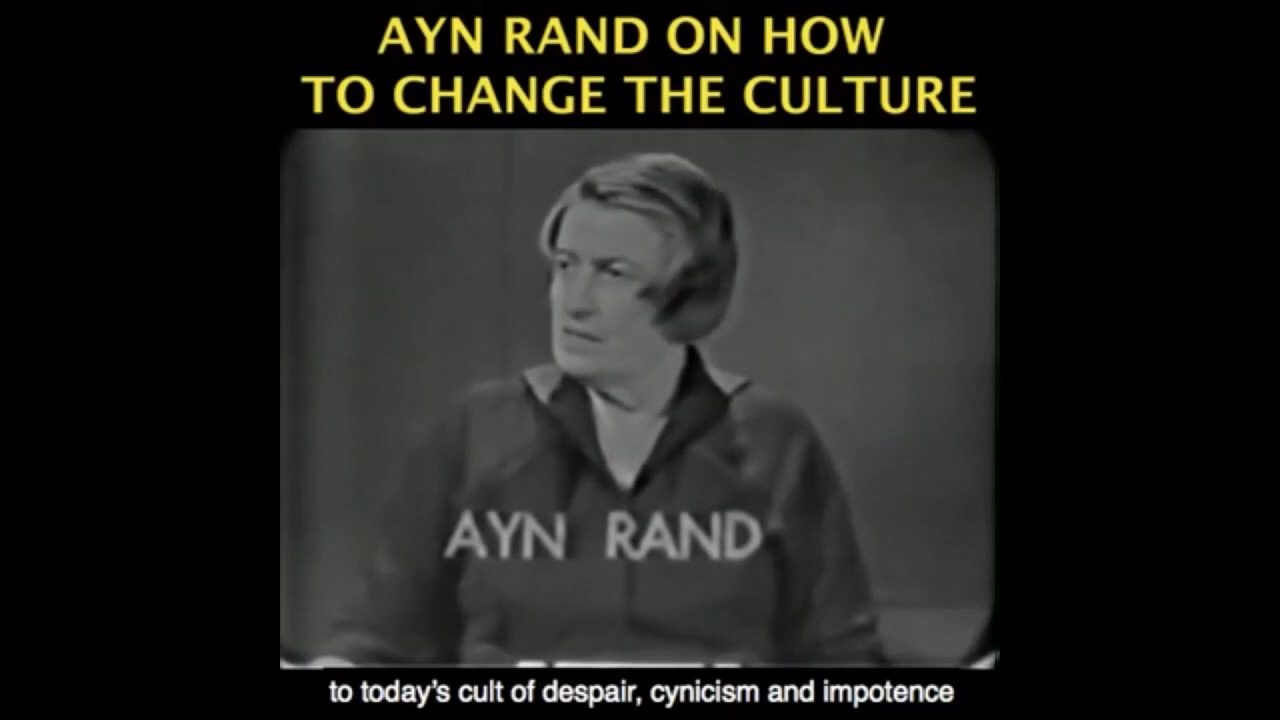 AYN RAND ON HOW
TO CHANGE THE CULTURE
AYN RAND
to today's cult of despair, cynicism and impotence